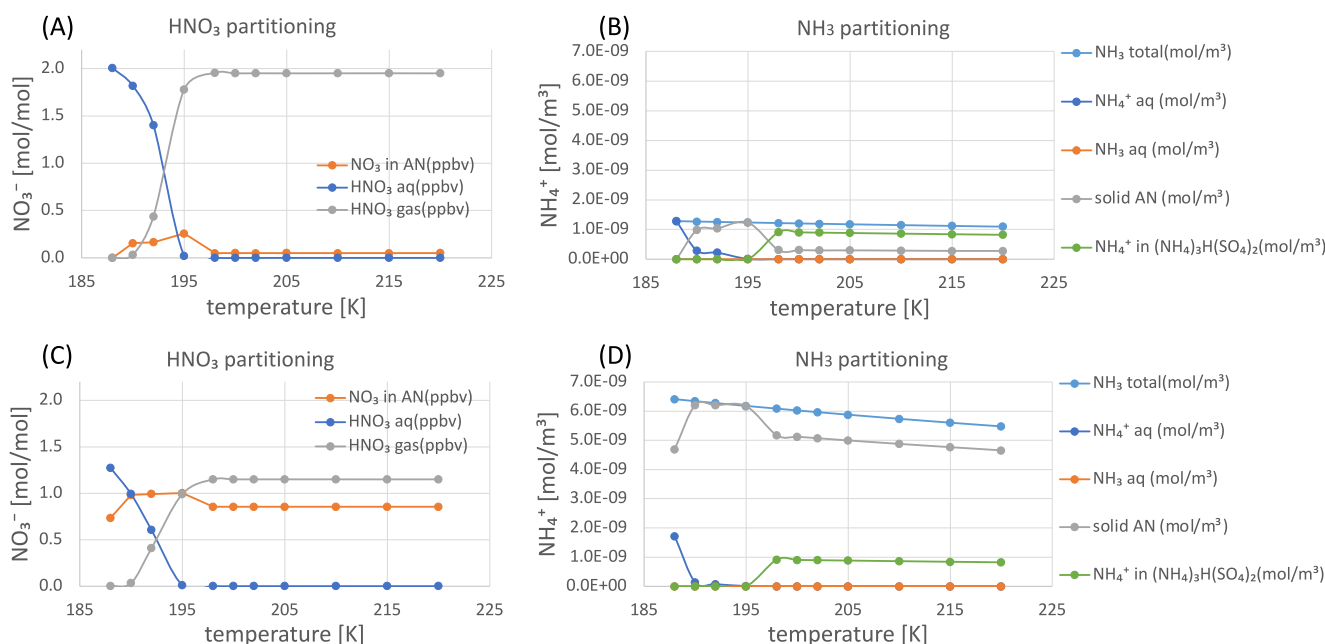 (A)
HNO₃ partitioning
2.0
1.5
1.0
0.5
0.0
NO₃⁻ [mol/mol]
NO₃ in AN(ppbv)
HNO₃ aq(ppbv)
HNO₃ gas(ppbv)
185 195 205 215 225
temperature [K]
(B)
NH₃ partitioning
7.0E-09
6.0E-09
5.0E-09
4.0E-09
3.0E-09
2.0E-09
1.0E-09
0.0E+00
NH₄⁺ [mol/m³]
185 195 205 215 225
temperature [K]
NH₃ total(mol/m³)
NH₄⁺ aq (mol/m³)
NH₃ aq (mol/m³)
solid AN (mol/m³)
NH₄⁺ in (NH₄)₃H(SO₄)₂(mol/m³)
(C)
HNO₃ partitioning
2.0
1.5
1.0
0.5
0.0
NO₃⁻ [mol/mol]
NO₃ in AN(ppbv)
HNO₃ aq(ppbv)
HNO₃ gas(ppbv)
185 195 205 215 225
temperature [K]
(D)
NH₃ partitioning
7.0E-09
6.0E-09
5.0E-09
4.0E-09
3.0E-09
2.0E-09
1.0E-09
0.0E+00
NH₄⁺ [mol/m³]
185 195 205 215 225
temperature [K]
NH₃ total(mol/m³)
NH₄⁺ aq (mol/m³)
NH₃ aq (mol/m³)
solid AN (mol/m³)
NH₄⁺ in (NH₄)₃H(SO₄)₂(mol/m³)